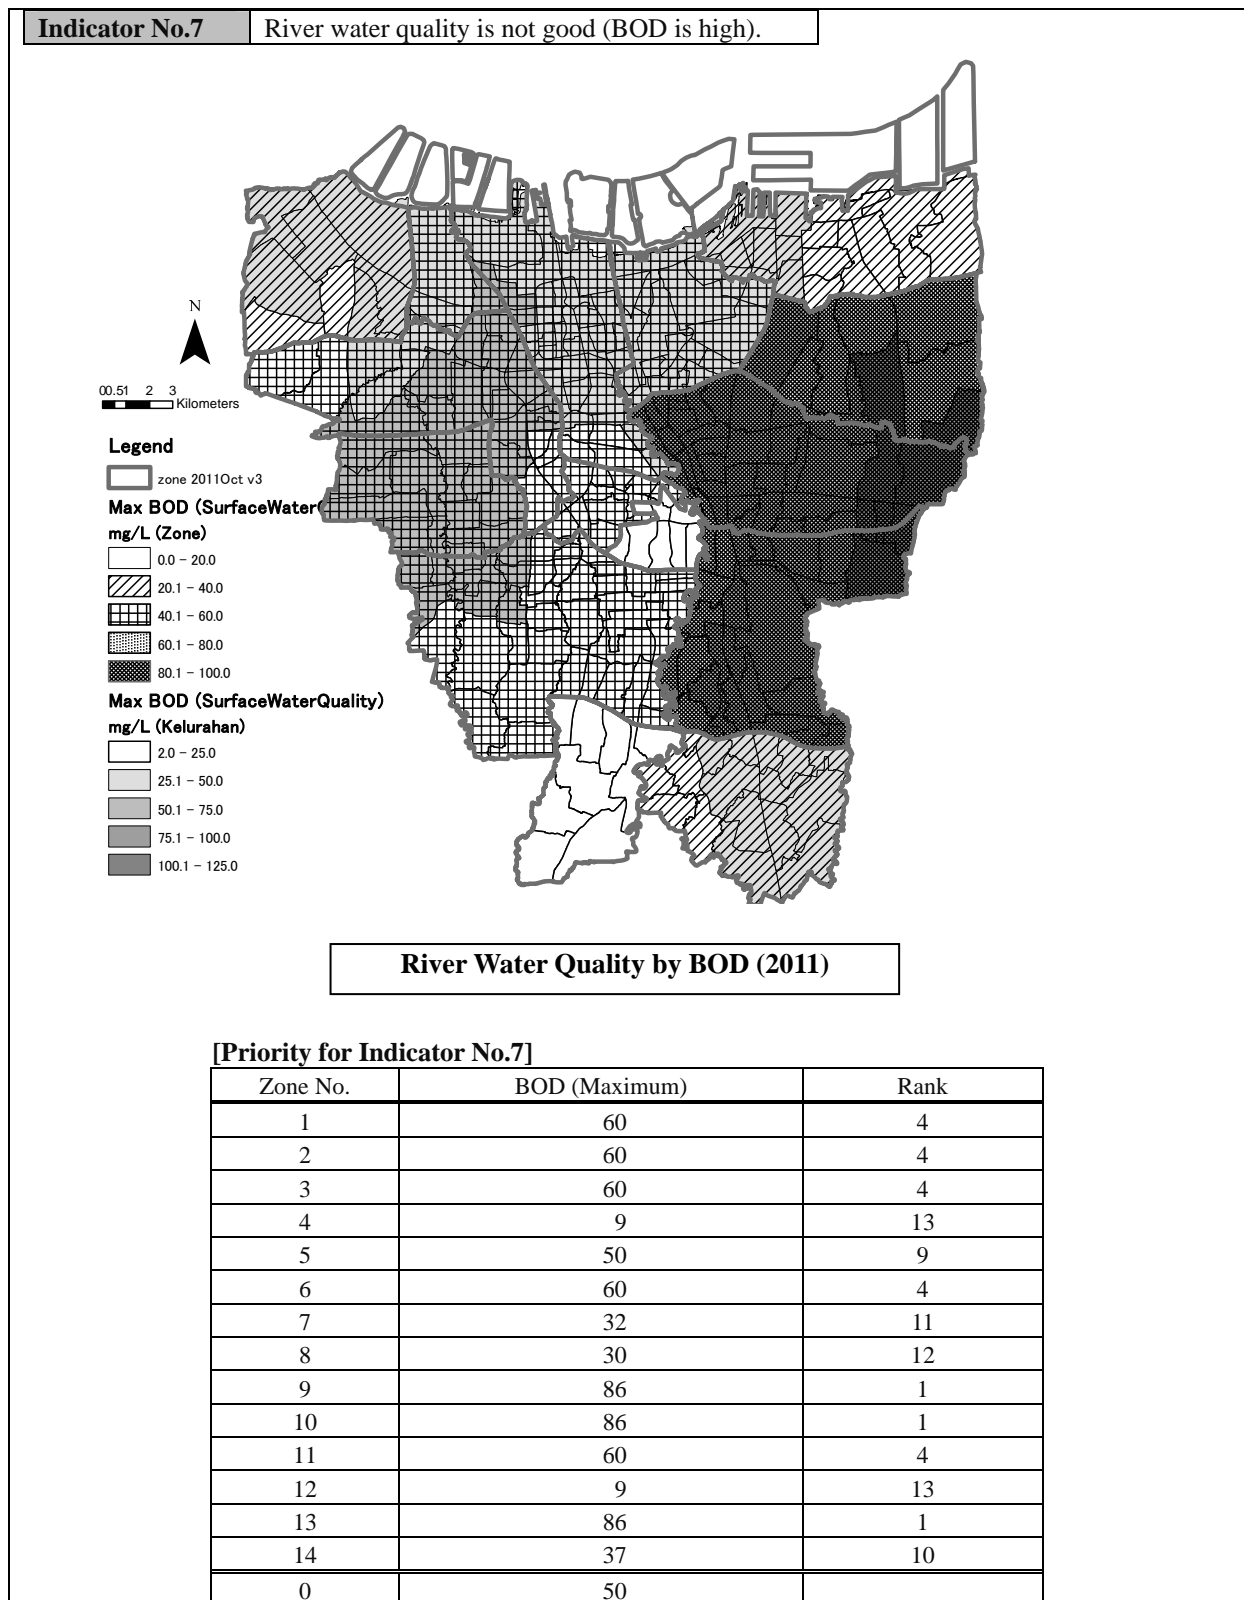 Indicator No.7 River water quality is not good (BOD is high).
N
00.51 2 3
Kilometers
Legend
zone 2011Oct v3
Max BOD (SurfaceWater
mg/L (Zone)
0.0 - 20.0
20.1 - 40.0
40.1 - 60.0
60.1 - 80.0
80.1 - 100.0
Max BOD (SurfaceWaterQuality)
mg/L (Kelurahan)
2.0 - 25.0
25.1 - 50.0
50.1 - 75.0
75.1 - 100.0
100.1 - 125.0
River Water Quality by BOD (2011)
[Priority for Indicator No.7]
Zone No. BOD (Maximum) Rank
1 60 4
2 60 4
3 60 4
4 9 13
5 50 9
6 60 4
7 32 11
8 30 12
9 86 1
10 86 1
11 60 4
12 9 13
13 86 1
14 37 10
0 50